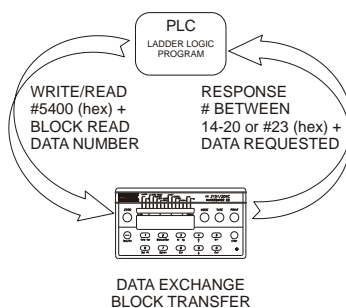 PLC
LADDER LOGIC
PROGRAM
WRITE/READ
#5400 (hex) +
BLOCK READ
DATA NUMBER
RESPONSE
# BETWEEN
14-20 or #23 (hex) +
DATA REQUESTED
DATA EXCHANGE
BLOCK TRANSFER